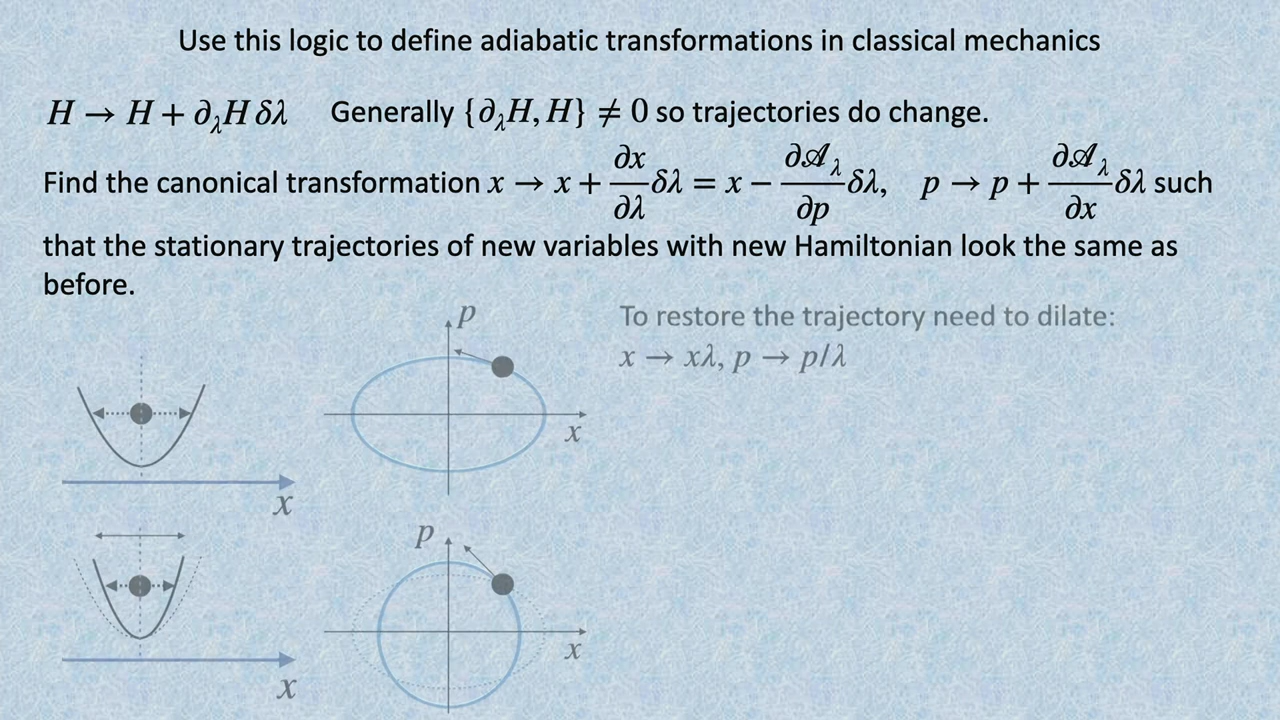 Use this logic to define adiabatic transformations in classical mechanics
H → H + ∂_λH δλ   Generally {∂_λH, H} ≠ 0 so trajectories do change.
Find the canonical transformation x → x + ∂x/∂λ δλ = x − ∂𝒜_λ/∂p δλ,   p → p + ∂𝒜_λ/∂x δλ such
that the stationary trajectories of new variables with new Hamiltonian look the same as
before.
To restore the trajectory need to dilate:
x → xλ, p → p/λ
p
x
x
p
x
x